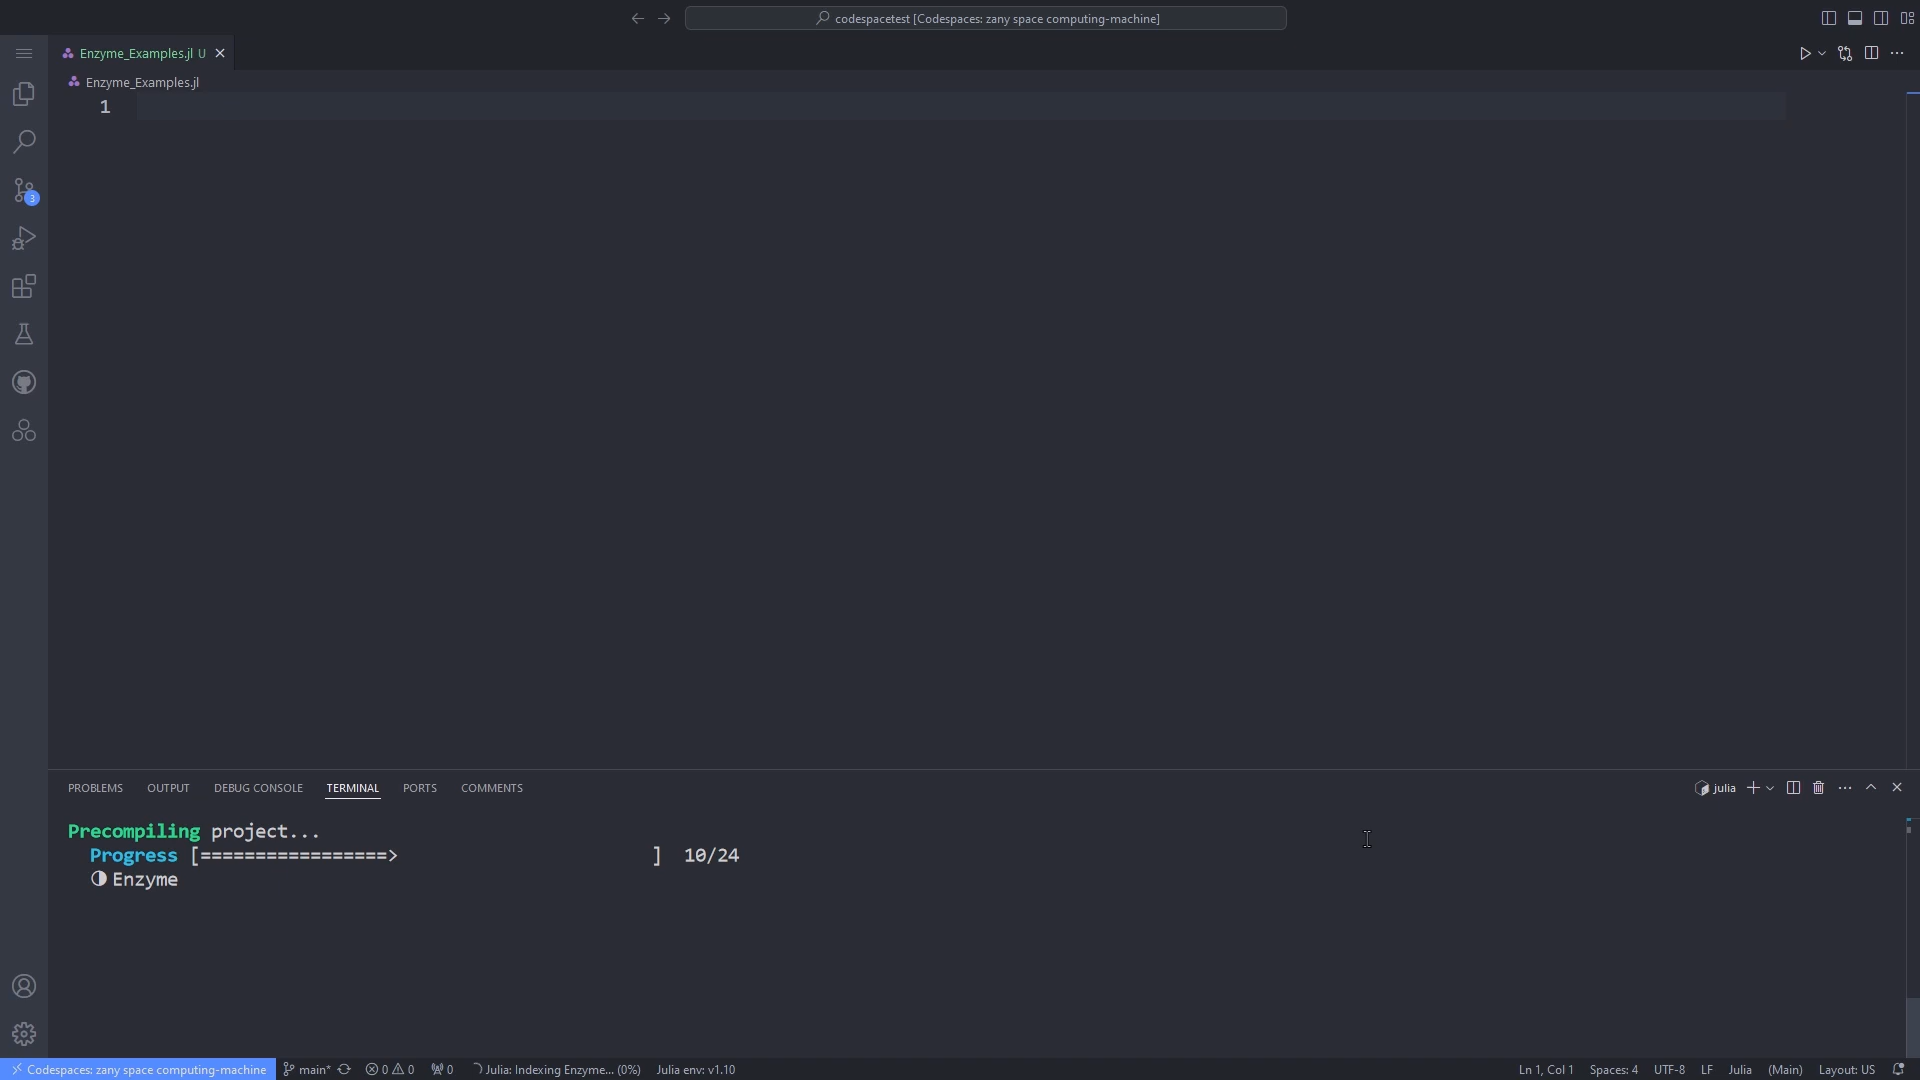 codespacetest [Codespaces: zany space computing-machine]
Enzyme_Examples.jl U
Enzyme_Examples.jl
1
3
PROBLEMS OUTPUT DEBUG CONSOLE TERMINAL PORTS COMMENTS
julia
Precompiling project...
Progress [=================> ] 10/24
Enzyme
Codespaces: zany space computing-machine main* 0 0 0 Julia: Indexing Enzyme... (0%) Julia env: v1.10 Ln 1, Col 1 Spaces: 4 UTF-8 LF Julia (Main) Layout: US